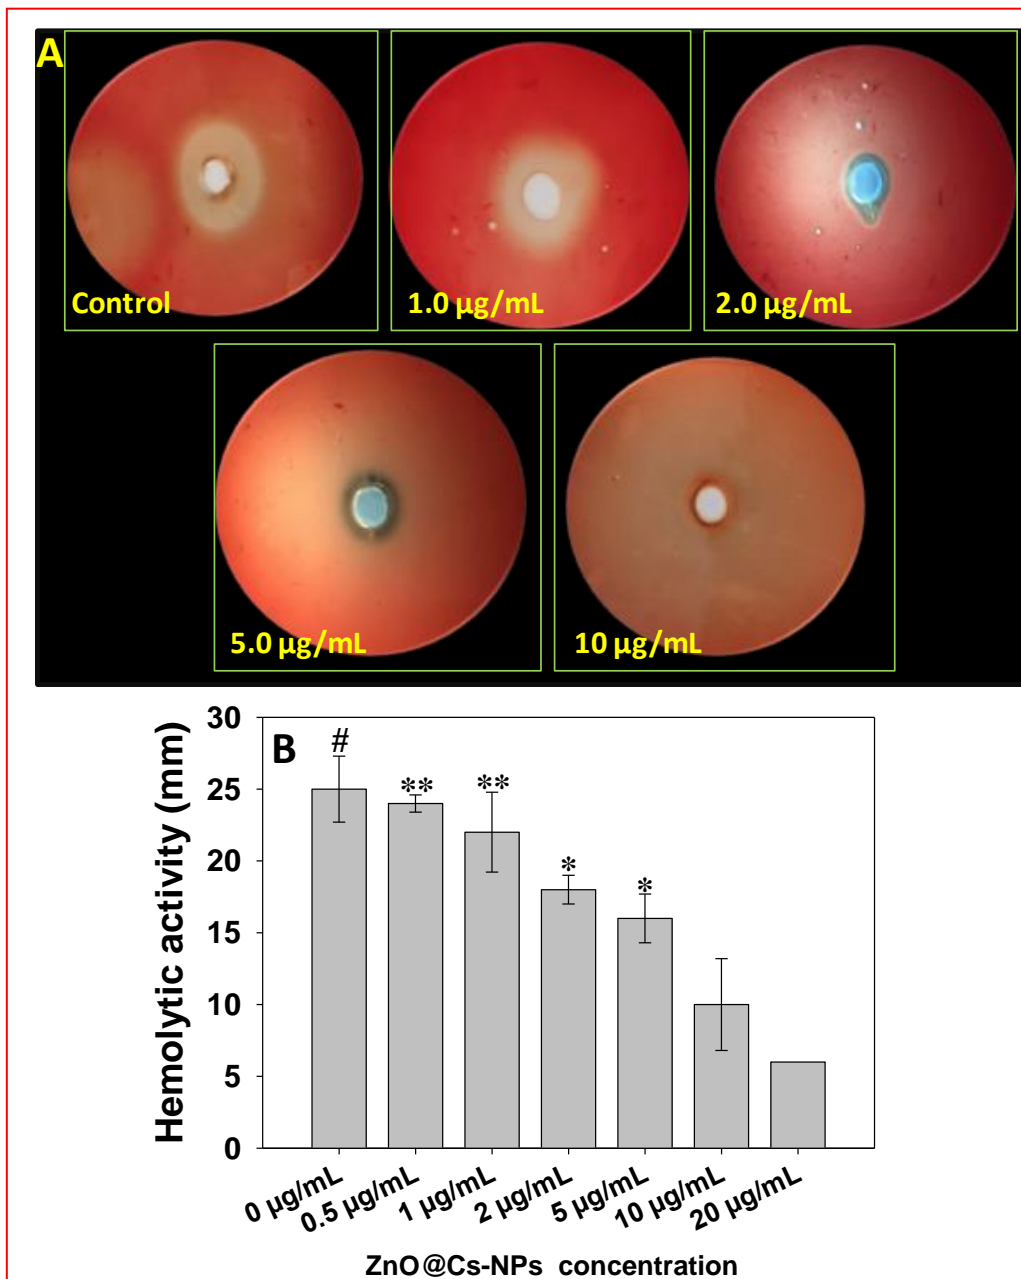 A
Control
1.0 µg/mL
2.0 µg/mL
5.0 µg/mL
10 µg/mL
B
Hemolytic activity (mm)
30
25
20
15
10
5
0
#
**
**
*
*
0 µg/mL
0.5 µg/mL
1 µg/mL
2 µg/mL
5 µg/mL
10 µg/mL
20 µg/mL
ZnO@Cs-NPs concentration